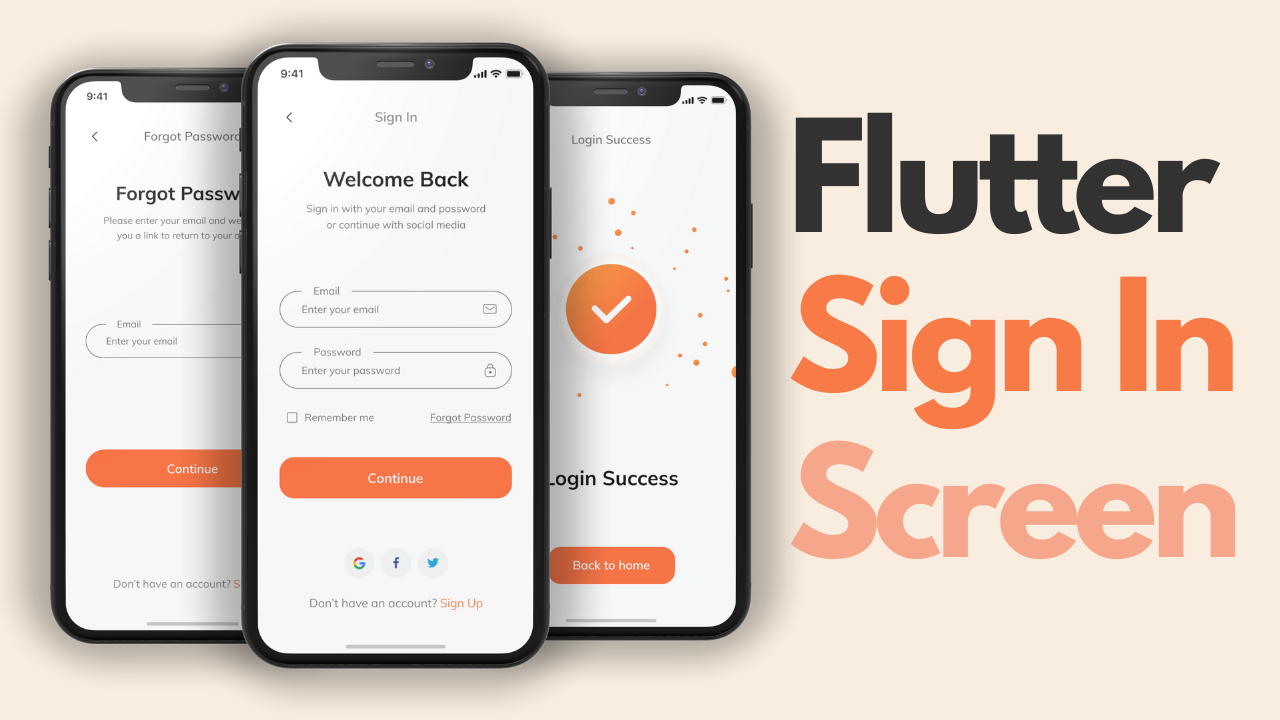 9:41
Forgot Password
Forgot Passw
Please enter your email and we
you a link to return to your
Email
Enter your email
Continue
Don't have an account? S
9:41
Sign In
Welcome Back
Sign in with your email and password
or continue with social media
Email
Enter your email
Password
Enter your password
Remember me
Forgot Password
Continue
G f
Don't have an account? Sign Up
Login Success
Login Success
Back to home
Flutter
Sign In
Screen